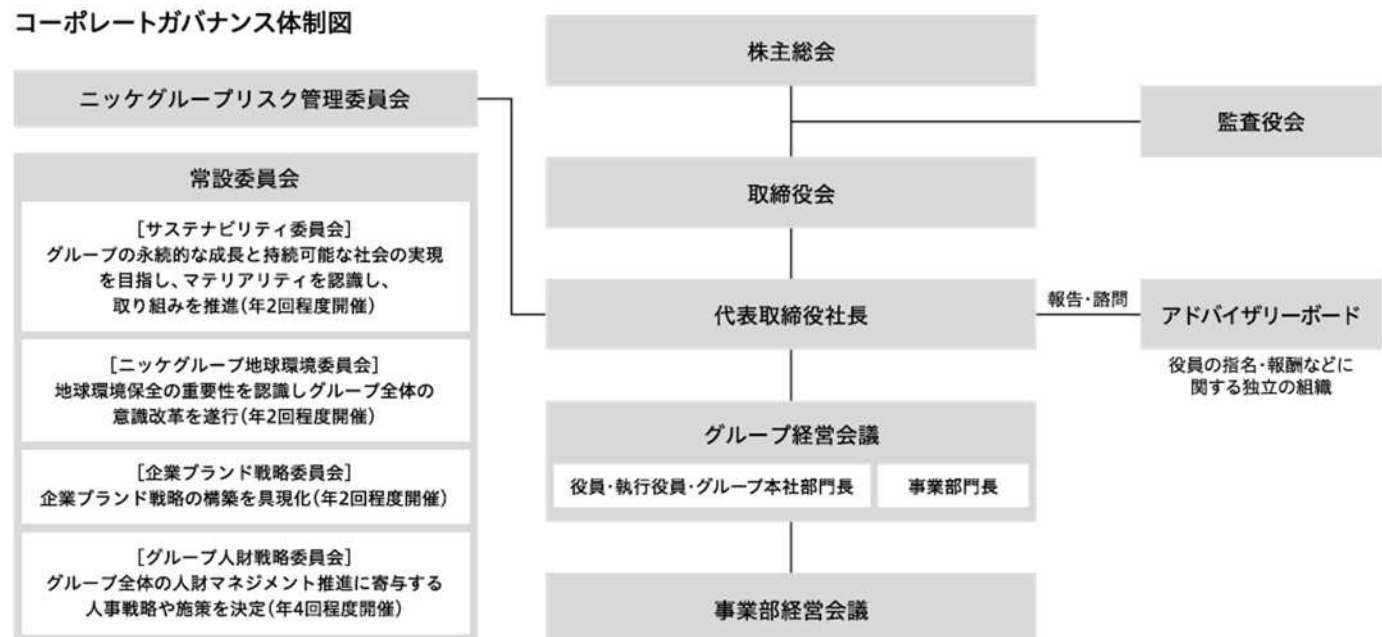 コーポレートガバナンス体制図
ニッケグループリスク管理委員会
常設委員会
[サステナビリティ委員会]
グループの永続的な成長と持続可能な社会の実現
を目指し、マテリアリティを認識し、
取り組みを推進(年2回程度開催)
[ニッケグループ地球環境委員会]
地球環境保全の重要性を認識しグループ全体の
意識改革を遂行(年2回程度開催)
[企業ブランド戦略委員会]
企業ブランド戦略の構築を具現化(年2回程度開催)
[グループ人財戦略委員会]
グループ全体の人財マネジメント推進に寄与する
人事戦略や施策を決定(年4回程度開催)
株主総会
監査役会
取締役会
代表取締役社長
報告・諮問
アドバイザリーボード
役員の指名・報酬などに
関する独立の組織
グループ経営会議
役員・執行役員・グループ本社部門長
事業部門長
事業部経営会議